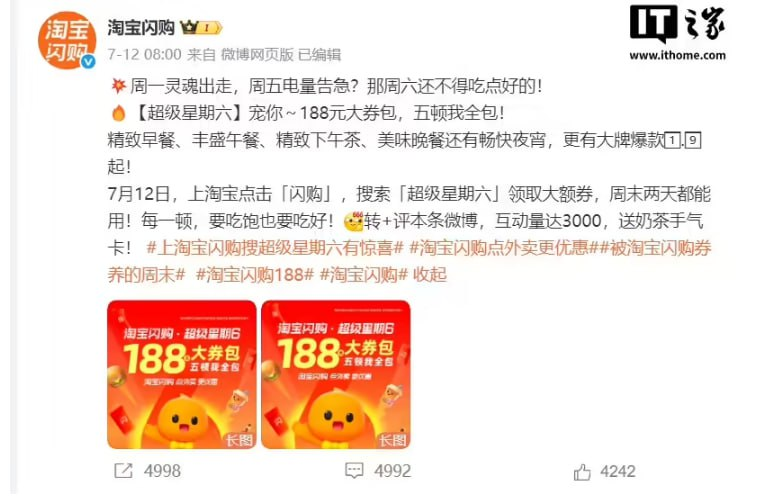 IT之家
www.ithome.com
淘宝
闪购
淘宝闪购 1
7-12 08:00 来自 微博网页版 已编辑
周一灵魂出走，周五电量告急？那周六还不得吃点好的！
【超级星期六】宠你～188元大券包，五顿我全包！
精致早餐、丰盛午餐、精致下午茶、美味晚餐还有畅快夜宵，更有大牌爆款1.9
起！
7月12日，上淘宝点击「闪购」，搜索「超级星期六」领取大额券，周末两天都能
用！每一顿，要吃饱也要吃好！转+评本条微博，互动量达3000，送奶茶手气
卡！ #上淘宝闪购搜超级星期六有惊喜# #淘宝闪购点外卖更优惠##被淘宝闪购券
养的周末# #淘宝闪购188# #淘宝闪购# 收起
淘宝闪购·超级星期6
188元大券包
五顿我全包
淘宝闪购 点外卖 更优惠
长图
淘宝闪购·超级星期6
188元大券包
五顿我全包
淘宝闪购 点外卖 更优惠
长图
4998 4992 4242